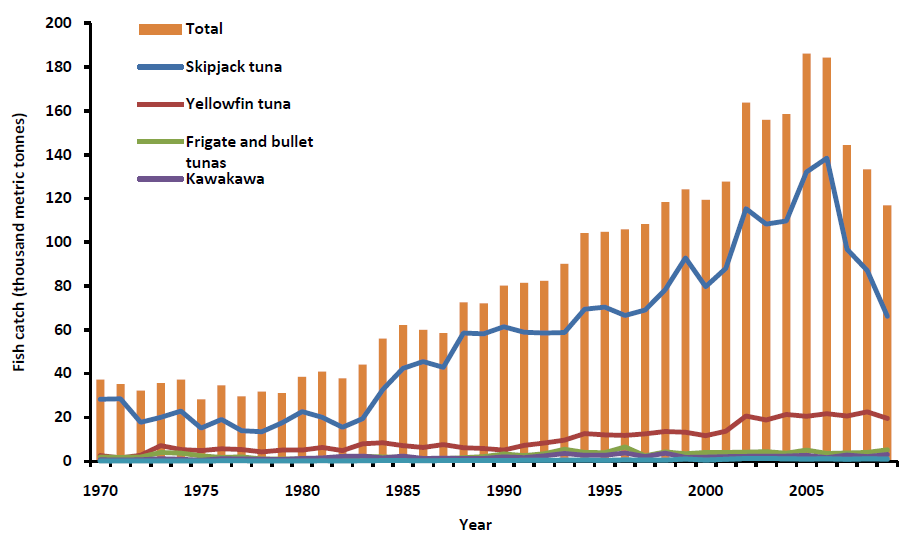 200
180
160
140
120
100
80
60
40
20
0
Fish catch (thousand metric tonnes)
Total
Skipjack tuna
Yellowfin tuna
Frigate and bullet
tunas
Kawakawa
1970 1975 1980 1985 1990 1995 2000 2005
Year